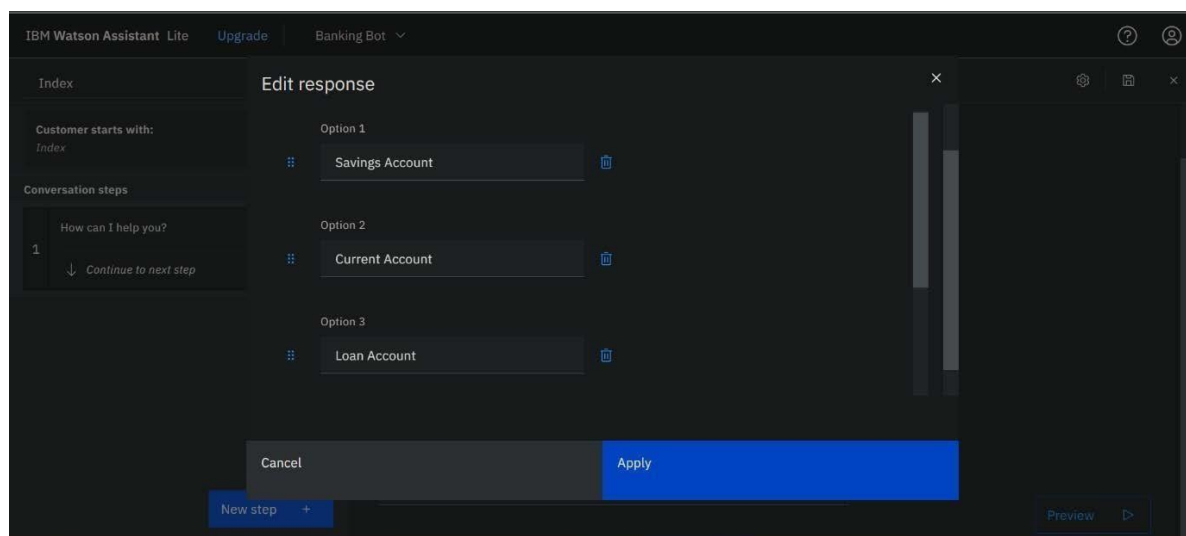 IBM Watson Assistant Lite Upgrade Banking Bot
Index
Edit response
Customer starts with:
Index
Option 1
Savings Account
Conversation steps
Option 2
How can I help you?
1
Current Account
Continue to next step
Option 3
Loan Account
Cancel
Apply
New step +
Preview